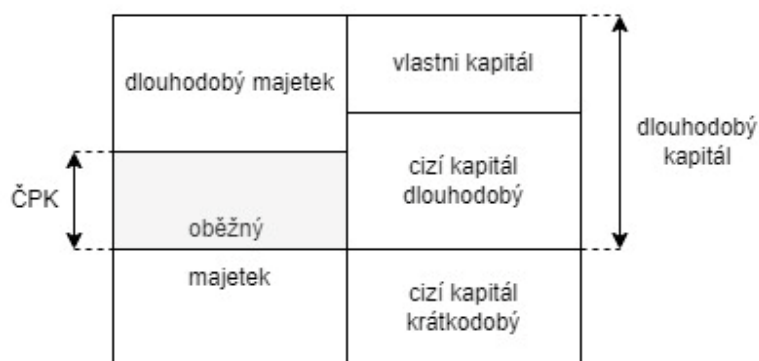 dlouhodobý majetek
vlastni kapitál
dlouhodobý
kapitál
cizí kapitál
dlouhodobý
ČPK
oběžný
majetek
cizí kapitál
krátkodobý